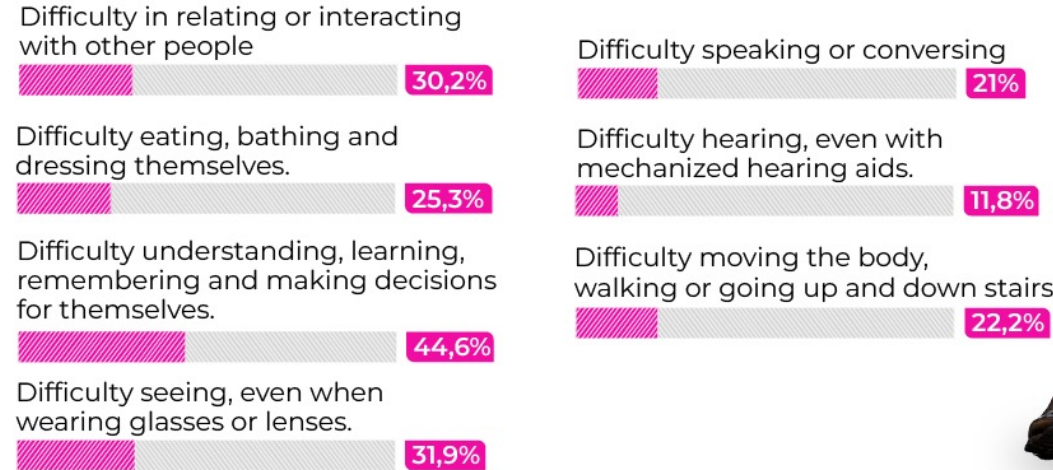 Difficulty in relating or interacting
with other people
30,2%
Difficulty eating, bathing and
dressing themselves.
25,3%
Difficulty understanding, learning,
remembering and making decisions
for themselves.
44,6%
Difficulty seeing, even when
wearing glasses or lenses.
31,9%
Difficulty speaking or conversing
21%
Difficulty hearing, even with
mechanized hearing aids.
11,8%
Difficulty moving the body,
walking or going up and down stairs
22,2%